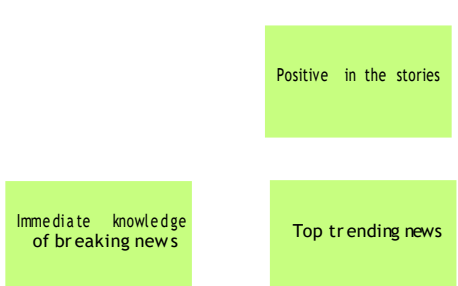 Positive in the stories
Immediate knowledge
of breaking news
Top trending news